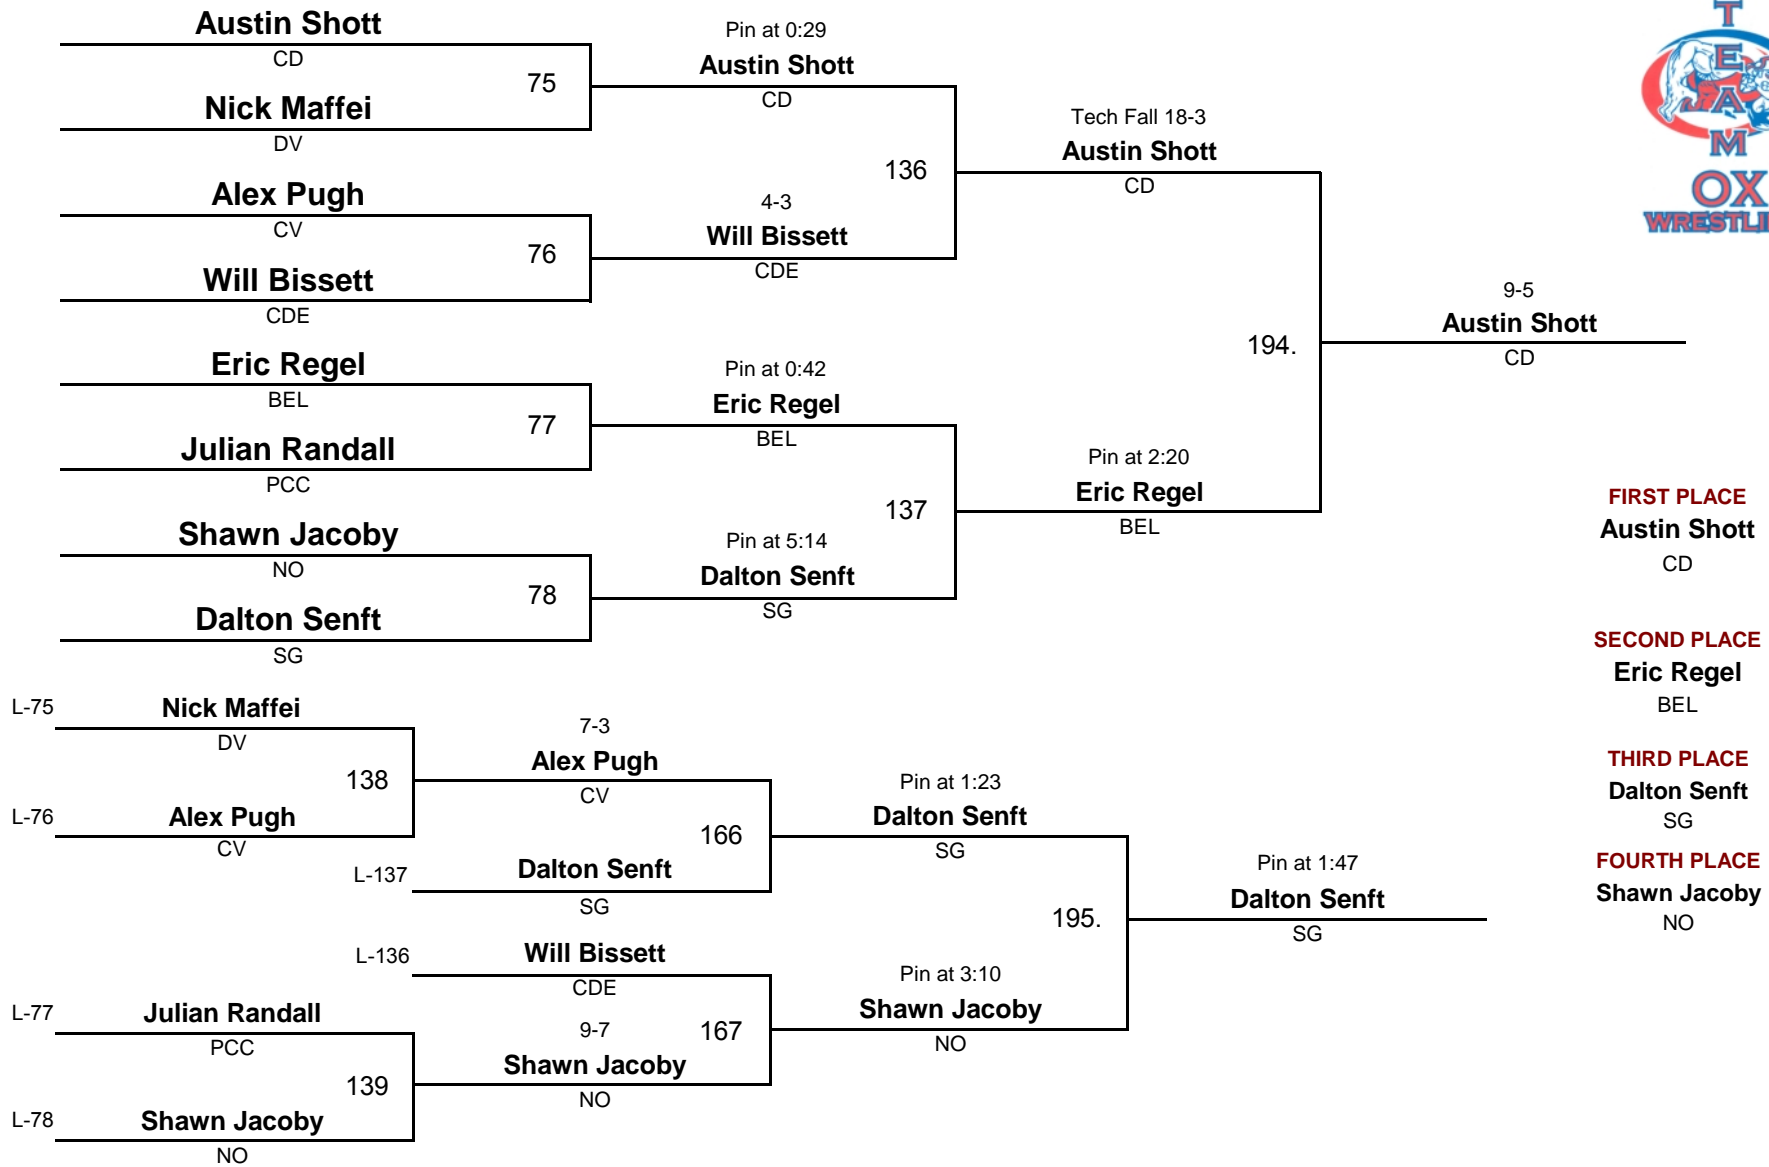 Austin Shott
CD
75
Nick Maffei
DV
Alex Pugh
CV
76
Will Bissett
CDE
Eric Regel
BEL
77
Julian Randall
PCC
Shawn Jacoby
NO
78
Dalton Senft
SG
Pin at 0:29
Austin Shott
CD
136
4-3
Will Bissett
CDE
Pin at 0:42
Eric Regel
BEL
137
Pin at 5:14
Dalton Senft
SG
Tech Fall 18-3
Austin Shott
CD
194.
Pin at 2:20
Eric Regel
BEL
9-5
Austin Shott
CD
TEAM
OX
FIRST PLACE
Austin Shott
CD
SECOND PLACE
Eric Regel
BEL
THIRD PLACE
Dalton Senft
SG
FOURTH PLACE
Shawn Jacoby
NO
L-75
Nick Maffei
DV
138
L-76
Alex Pugh
CV
7-3
Alex Pugh
CV
166
L-137
Dalton Senft
SG
L-136
Will Bissett
CDE
167
9-7
Shawn Jacoby
NO
L-77
Julian Randall
PCC
139
L-78
Shawn Jacoby
NO
Pin at 1:23
Dalton Senft
SG
195.
Pin at 3:10
Shawn Jacoby
NO
Pin at 1:47
Dalton Senft
SG